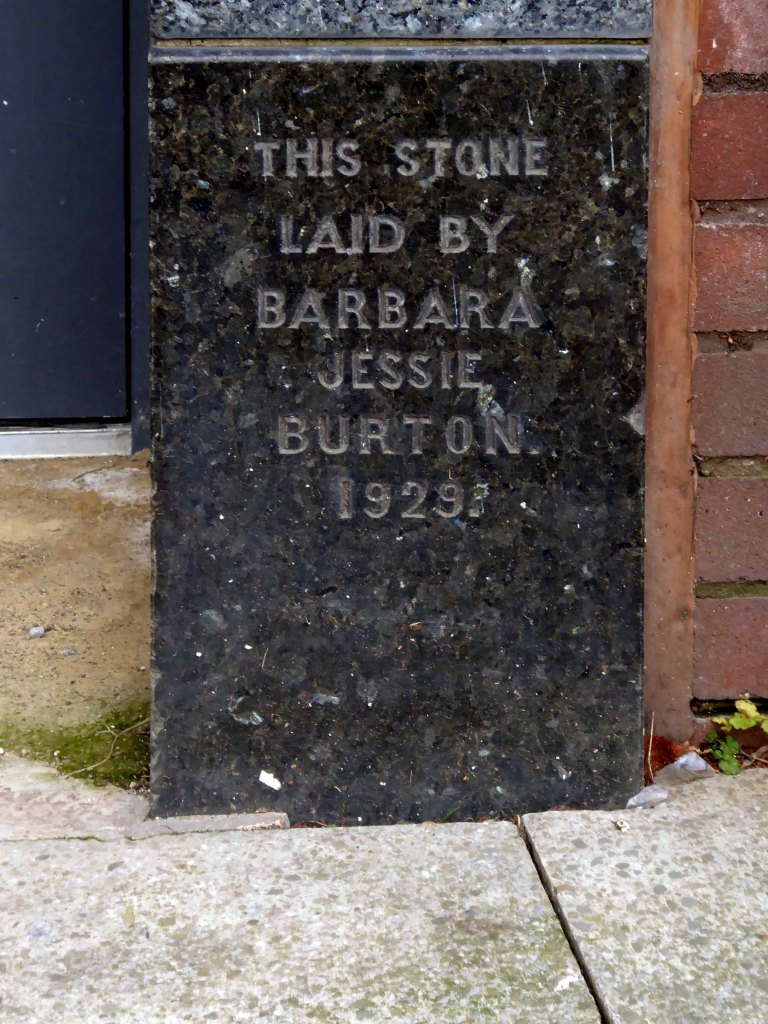 THIS STONE
LAID BY
BARBARA
JESSIE
BURTON.
1929.